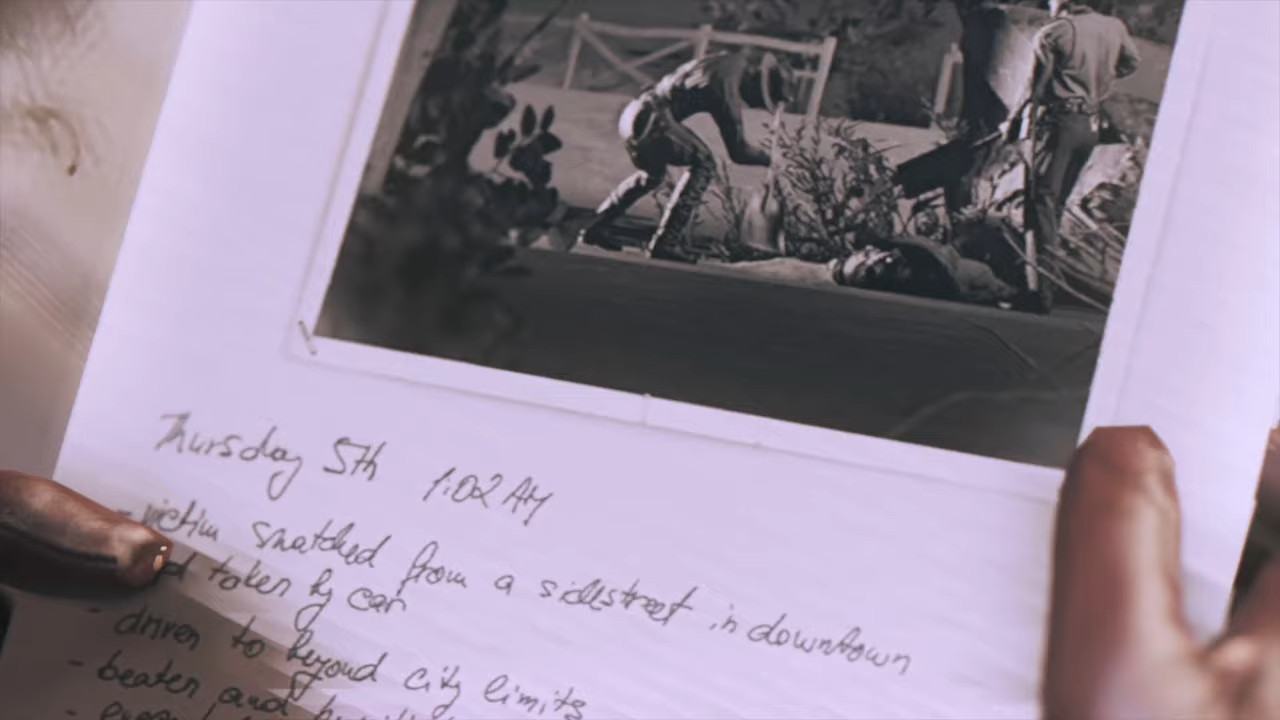 Thursday 5th 1:02 AM
- victim snatched from a sidestreet in downtown
taken by car
- driven to beyond city limits
- beaten and
-